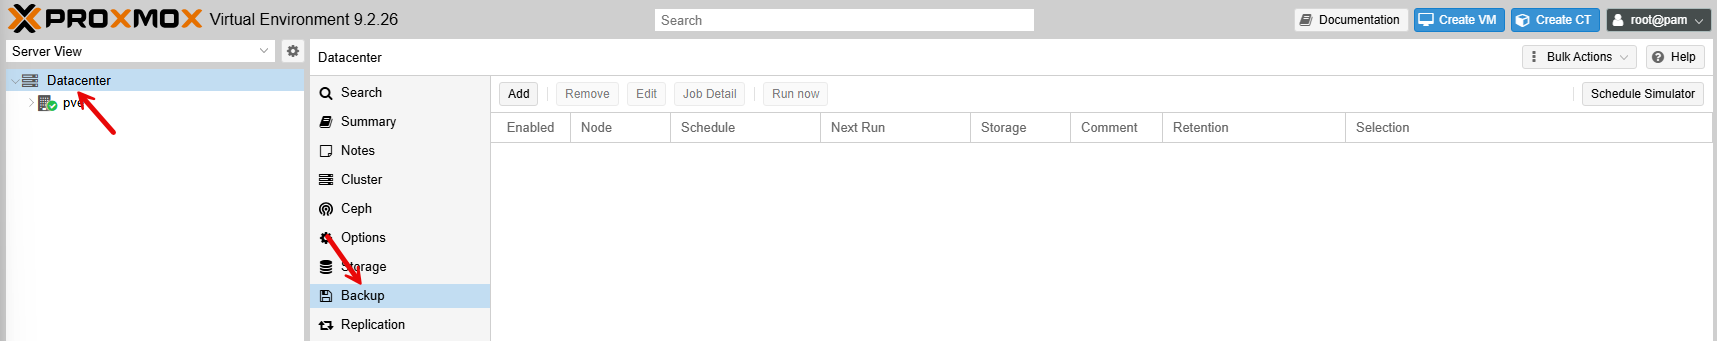 PROXMOX Virtual Environment 9.2.26 Search Documentation Create VM Create CT root@pam
Server View
Datacenter
pve
Datacenter Bulk Actions Help
Search
Summary
Notes
Cluster
Ceph
Options
Storage
Backup
Replication
Add Remove Edit Job Detail Run now Schedule Simulator
Enabled Node Schedule Next Run Storage Comment Retention Selection